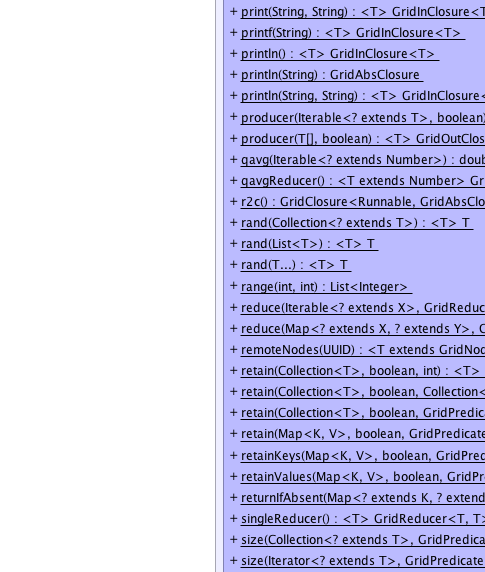 + print(String, String) : <T> GridInClosure<T
+ printf(String) : <T> GridInClosure<T>
+ println() : <T> GridInClosure<T>
+ println(String) : GridAbsClosure
+ println(String, String) : <T> GridInClosure<
+ producer(Iterable<? extends T>, boolean)
+ producer(T[], boolean) : <T> GridOutClos
+ qavg(Iterable<? extends Number>) : doub
+ qavgReducer() : <T extends Number> Gr
+ r2c() : GridClosure<Runnable, GridAbsClo
+ rand(Collection<? extends T>) : <T> T
+ rand(List<T>) : <T> T
+ rand(T...) : <T> T
+ range(int, int) : List<Integer>
+ reduce(Iterable<? extends X>, GridReduc
+ reduce(Map<? extends X, ? extends Y>, G
+ remoteNodes(UUID) : <T extends GridNod
+ retain(Collection<T>, boolean, int) : <T>
+ retain(Collection<T>, boolean, Collection<
+ retain(Collection<T>, boolean, GridPredica
+ retain(Map<K, V>, boolean, GridPredicate
+ retainKeys(Map<K, V>, boolean, GridPred
+ retainValues(Map<K, V>, boolean, GridPr
+ returnIfAbsent(Map<? extends K, ? extend
+ singleReducer() : <T> GridReducer<T, T>
+ size(Collection<? extends T>, GridPredica
+ size(Iterator<? extends T>, GridPredicate